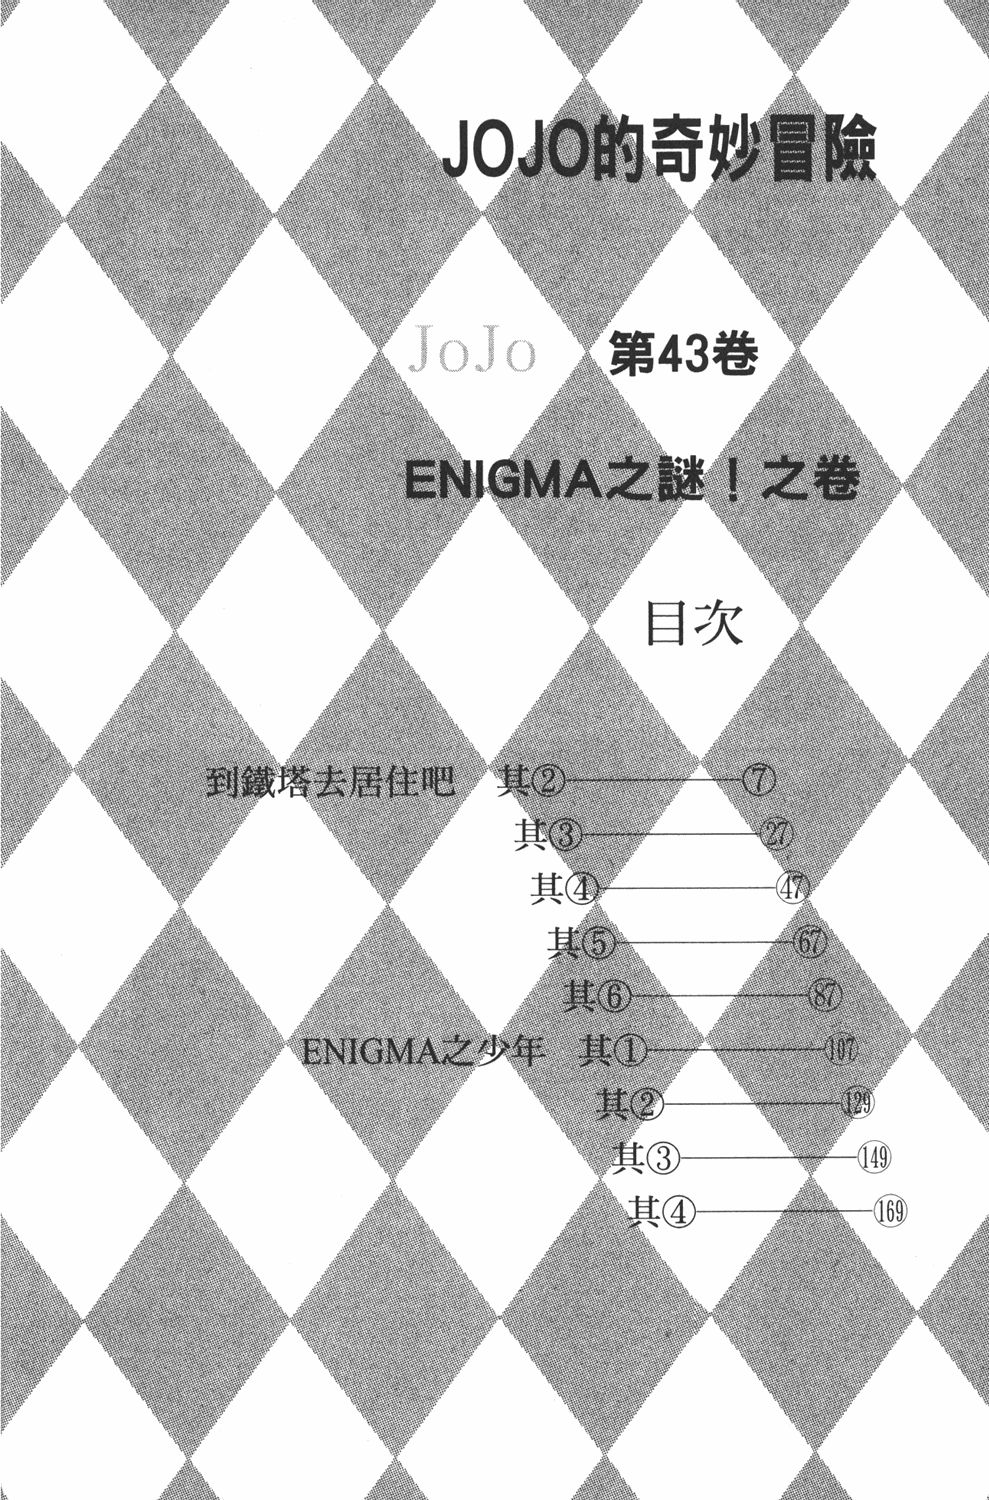 JOJO的奇妙冒險
JoJo 第43卷
ENIGMA之謎!之卷
目次
到鐵塔去居住吧 其②——⑦
其③——㉗
其④——㊼
其⑤——67
其⑥——87
ENIGMA之少年 其①——107
其②——129
其③——149
其④——169